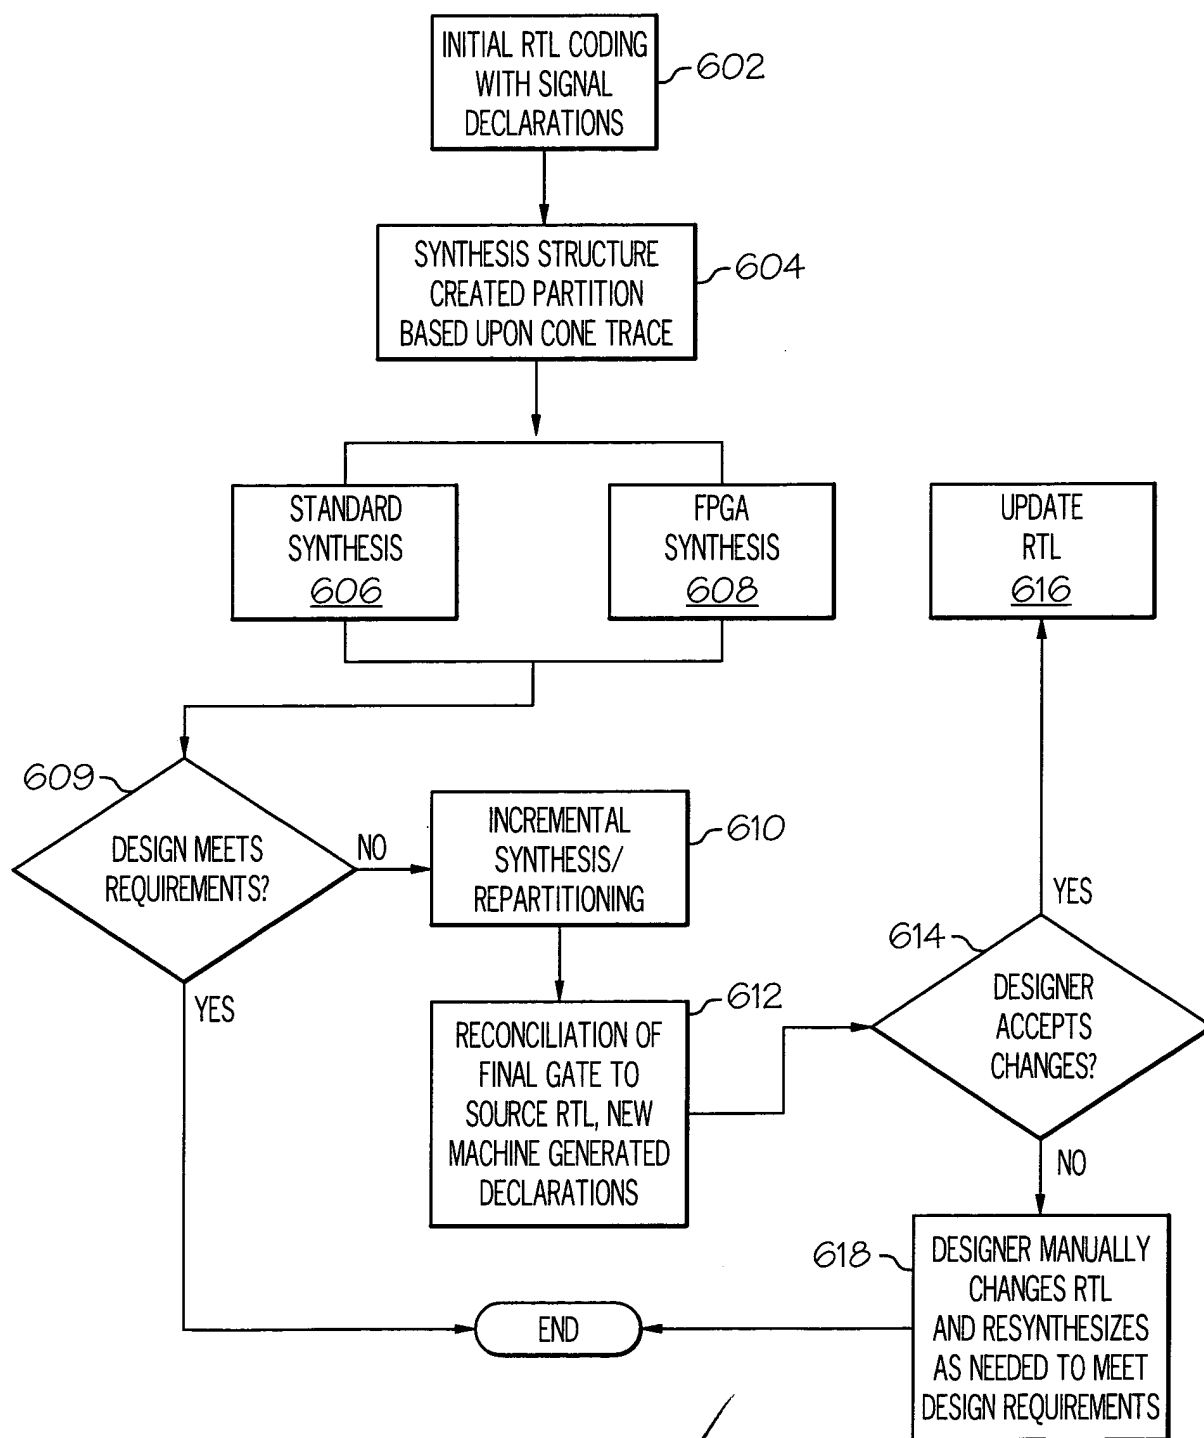 INITIAL RTL CODING
WITH SIGNAL
DECLARATIONS
602
SYNTHESIS STRUCTURE
CREATED PARTITION
BASED UPON CONE TRACE
604
STANDARD
SYNTHESIS
606
FPGA
SYNTHESIS
608
UPDATE
RTL
616
609
DESIGN MEETS
REQUIREMENTS?
NO
YES
INCREMENTAL
SYNTHESIS/
REPARTITIONING
610
RECONCILIATION OF
FINAL GATE TO
SOURCE RTL, NEW
MACHINE GENERATED
DECLARATIONS
612
614
DESIGNER
ACCEPTS
CHANGES?
YES
NO
618
DESIGNER MANUALLY
CHANGES RTL
AND RESYNTHESIZES
AS NEEDED TO MEET
DESIGN REQUIREMENTS
END